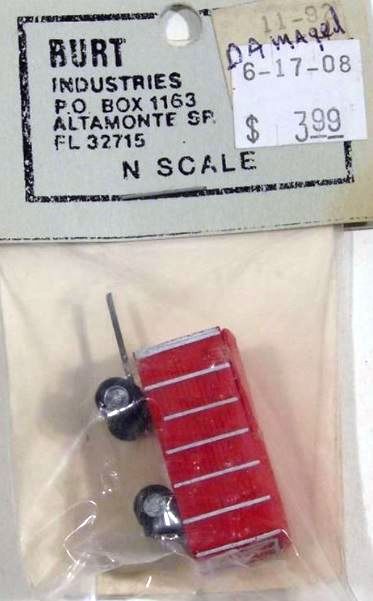 BURT
INDUSTRIES
P.O. BOX 1163
ALTAMONTE SP.
FL 32715
N SCALE
DAmaged
6-17-08
$ 3.99